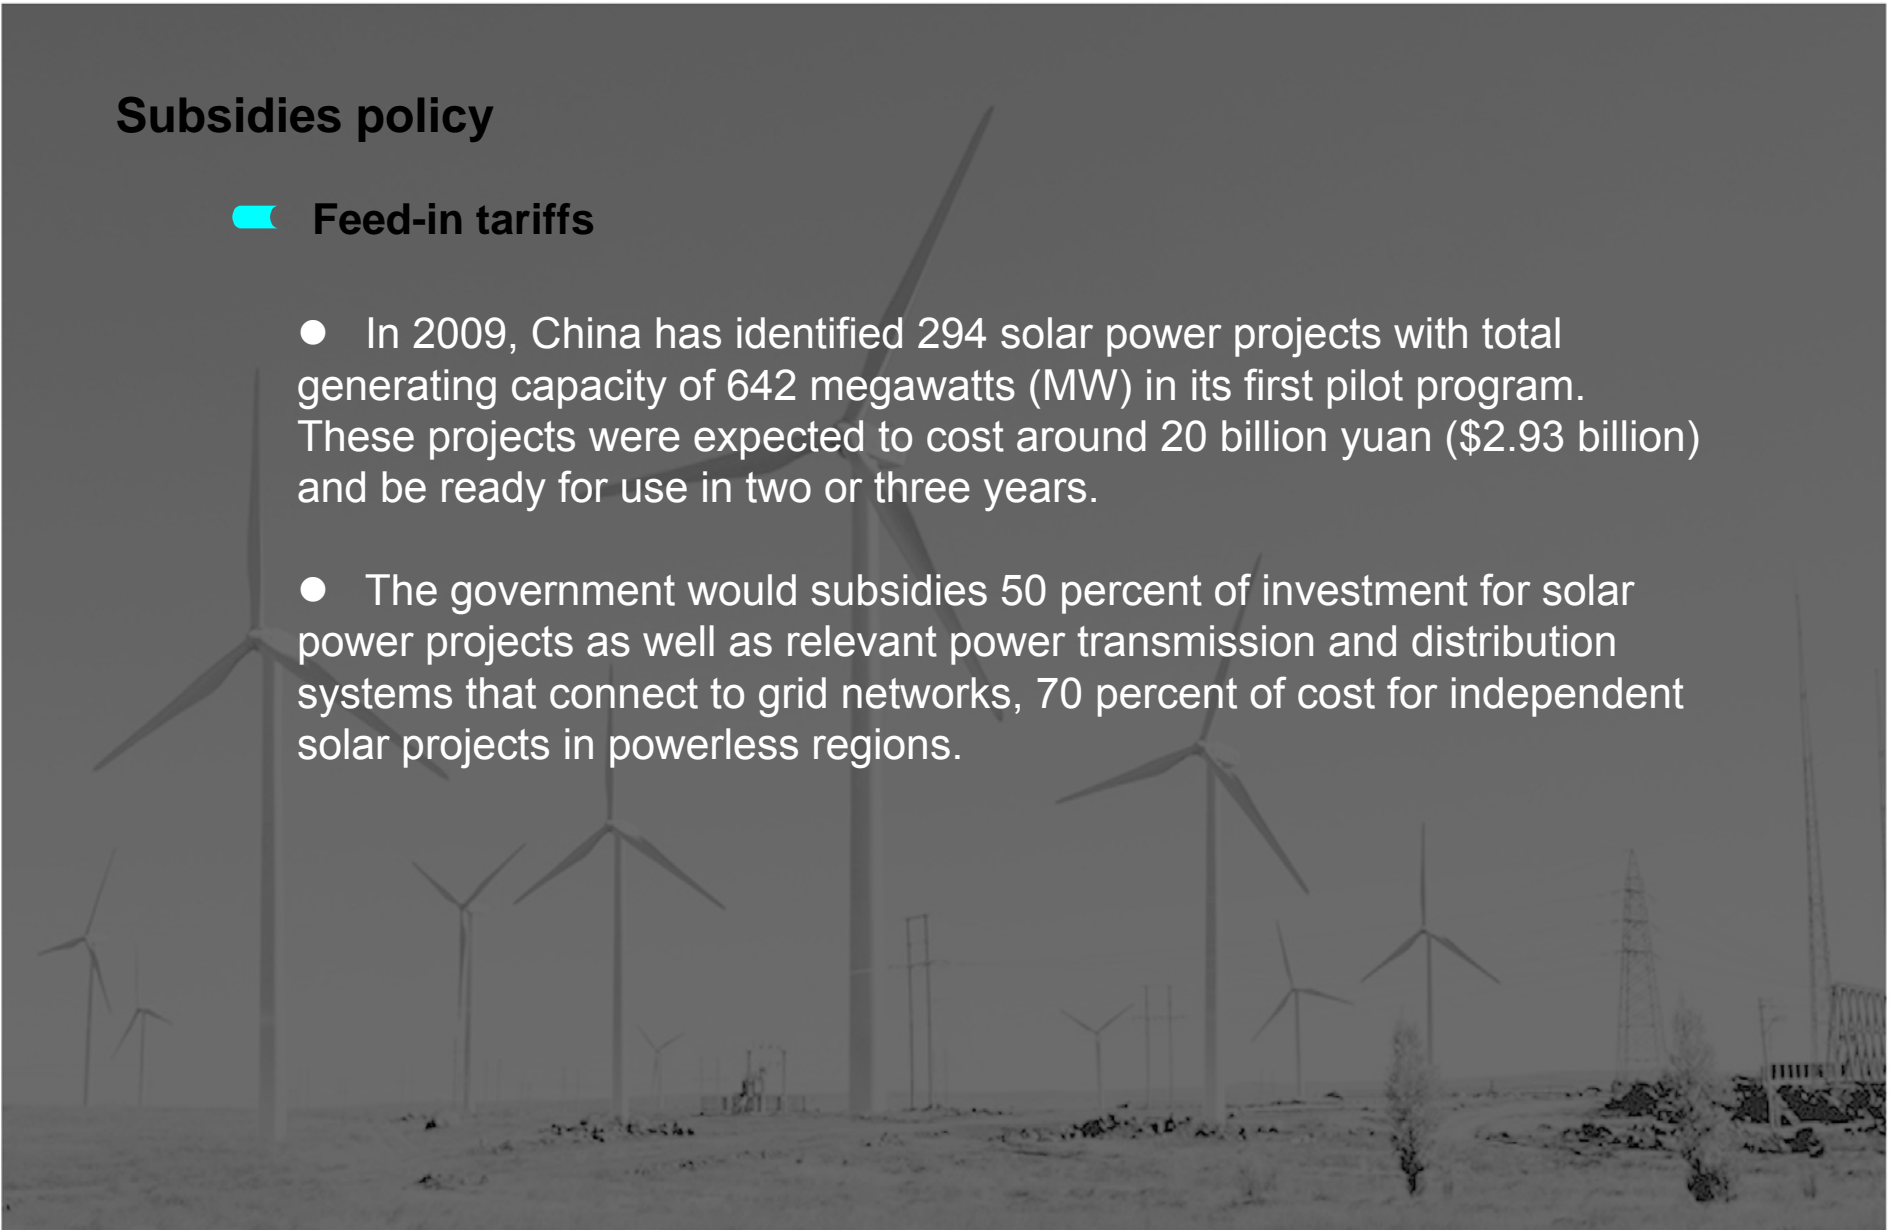 Subsidies policy
Feed-in tariffs
● In 2009, China has identified 294 solar power projects with total
generating capacity of 642 megawatts (MW) in its first pilot program.
These projects were expected to cost around 20 billion yuan ($2.93 billion)
and be ready for use in two or three years.
● The government would subsidies 50 percent of investment for solar
power projects as well as relevant power transmission and distribution
systems that connect to grid networks, 70 percent of cost for independent
solar projects in powerless regions.